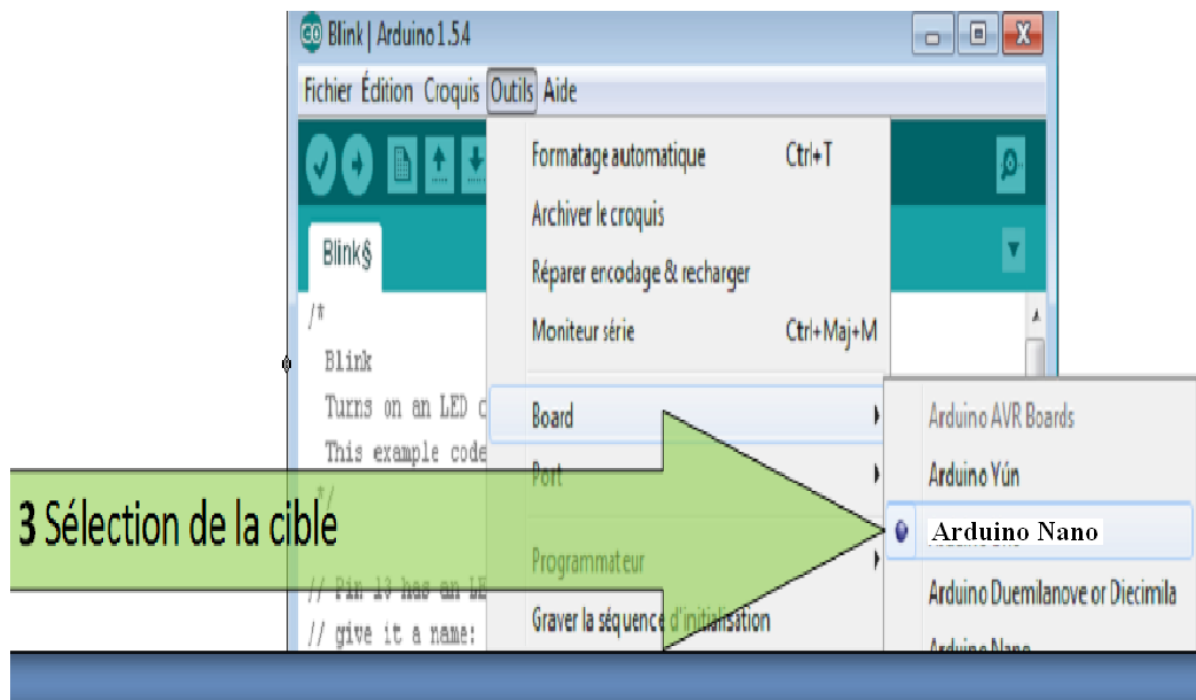 Blink | Arduino 1.5.4
Fichier Édition Croquis Outils Aide
Formatage automatique Ctrl+T
Archiver le croquis
Réparer encodage & recharger
Moniteur série Ctrl+Maj+M
Board
Port
Programmateur
Graver la séquence d'initialisation
Arduino AVR Boards
Arduino Yún
Arduino Nano
Arduino Duemilanove or Diecimila
Arduino Nano
Blink§
/*
Blink
Turns on an LED
This example code
*/
// Pin 13 has an LE
// give it a name:
3 Sélection de la cible